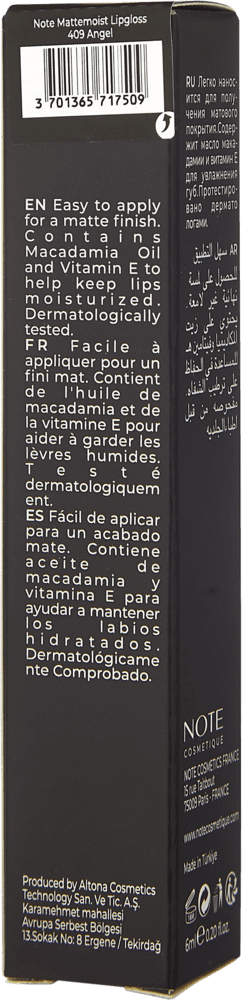 Note Mattemoist Lipgloss
409 Angel
3 701365 717509
EN Easy to apply
for a matte finish.
Contains
Macadamia Oil
and Vitamin E to
help keep lips
moisturized.
Dermatologically
tested.
FR Facile à
appliquer pour un
fini mat. Contient
de l'huile de
macadamia et de
la vitamine E pour
aider à garder les
lèvres humides.
Testé
dermatologiquem
ent.
ES Fácil de aplicar
para un acabado
mate. Contiene
aceite de
macadamia y
vitamina E para
ayudar a mantener
los labios
hidratados.
Dermatológicame
nte Comprobado.
Produced by Altona Cosmetics
Technology San. Ve Tic. A.Ş.
Karamehmet mahallesi
Avrupa Serbest Bölgesi
13.Sokak No: 8 Ergene / Tekirdağ
RU Легко нанос-
ится для полу-
чения матового
покрытия.Содер-
жит масло мака-
дамии и витамин Е
для увлажнения
губ.Протестиро-
вано дермато
логами.
AR سهل التطبيق
للحصول على لمسة
نهائية غير لامعة.
يحتوي على زيت
المكاديميا وفيتامين هـ
للمساعدة في الحفاظ
على ترطيب الشفاه.
مفحوصة من قبل
اطبا الجلدية
NOTE
COSMETIQUE
NOTE COSMETICS FRANCE
15 rue Taitbout
75009 Paris - FRANCE
www.notecosmetique.com
Made in Türkiye
6ml ℮ 0.20 fl.oz.